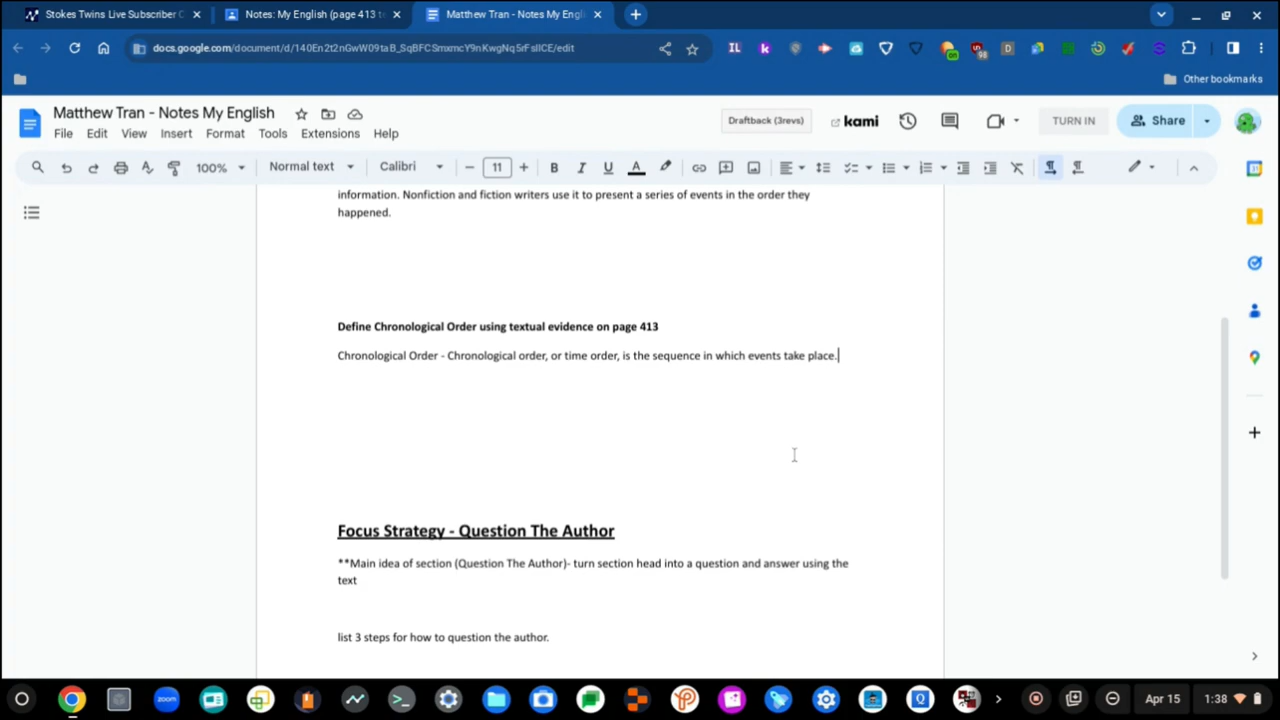 Stokes Twins Live Subscriber C
Notes: My English (page 413 t
Matthew Tran - Notes My Engli
docs.google.com/document/d/140En2t2nGwW09taB_SqBFCSmxmcY9nKwgNq5rFsIlCE/edit
Other bookmarks
Matthew Tran - Notes My English
File Edit View Insert Format Tools Extensions Help
Draftback (3revs)
kami
TURN IN
Share
100% Normal text Calibri 11
information. Nonfiction and fiction writers use it to present a series of events in the order they
happened.
Define Chronological Order using textual evidence on page 413
Chronological Order - Chronological order, or time order, is the sequence in which events take place.
Focus Strategy - Question The Author
**Main idea of section (Question The Author)- turn section head into a question and answer using the
text
list 3 steps for how to question the author.
zoom
Apr 15
1:38